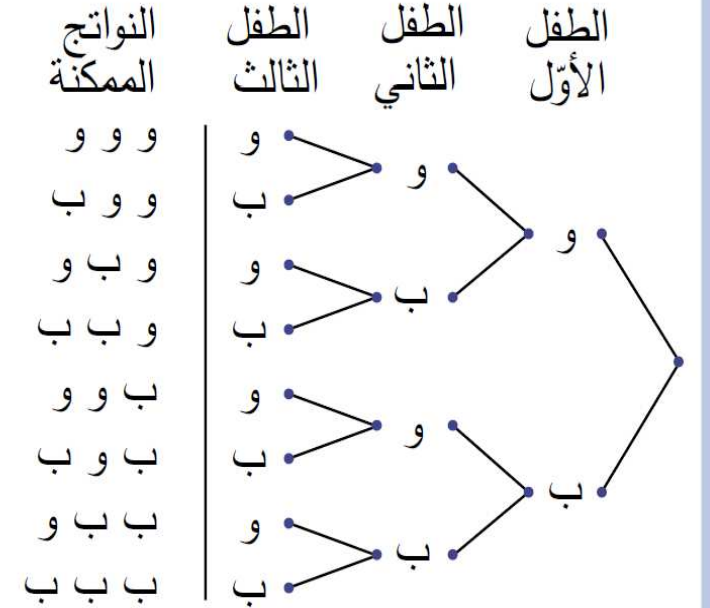 الطفل الأوّل
الطفل الثاني
الطفل الثالث
النواتج الممكنة
و و و و و و
ب و و ب
و ب و ب و
ب و ب ب
و و ب و و
ب ب و ب
و ب ب ب و
ب ب ب ب